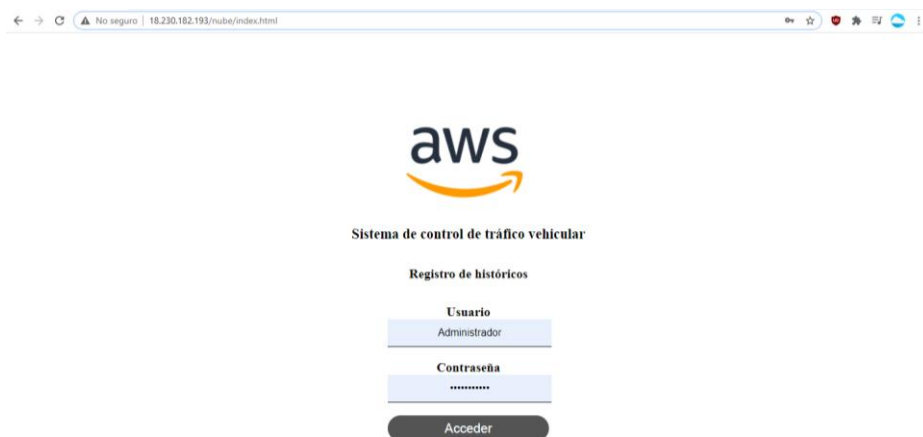 No seguro | 18.230.182.193/nube/index.html
aws
Sistema de control de tráfico vehicular
Registro de históricos
Usuario
Administrador
Contraseña
•••••••••••
Acceder